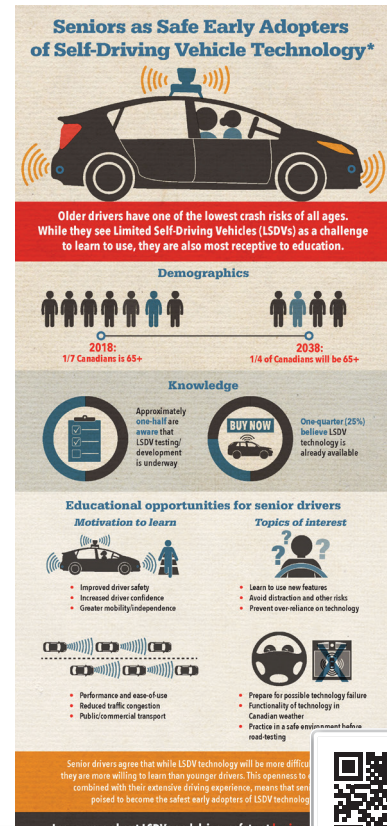 Seniors as Safe Early Adopters
of Self-Driving Vehicle Technology*
Older drivers have one of the lowest crash risks of all ages.
While they see Limited Self-Driving Vehicles (LSDVs) as a challenge
to learn to use, they are also most receptive to education.
Demographics
2018:
1/7 Canadians is 65+
2038:
1/4 of Canadians will be 65+
Knowledge
Approximately
one-half are
aware that
LSDV testing/
development
is underway
BUY NOW
One-quarter (25%)
believe LSDV
technology is
already available
Educational opportunities for senior drivers
Motivation to learn
• Improved driver safety
• Increased driver confidence
• Greater mobility/independence
Topics of interest
???
• Learn to use new features
• Avoid distraction and other risks
• Prevent over-reliance on technology
• Performance and ease-of-use
• Reduced traffic congestion
• Public/commercial transport
• Prepare for possible technology failure
• Functionality of technology in
Canadian weather
• Practice in a safe environment before
road-testing
Senior drivers agree that while LSDV technology will be more
they are more willing to learn than younger drivers. This openness to
combined with their extensive driving experience, means that
poised to become the safest early adopters of LSDV